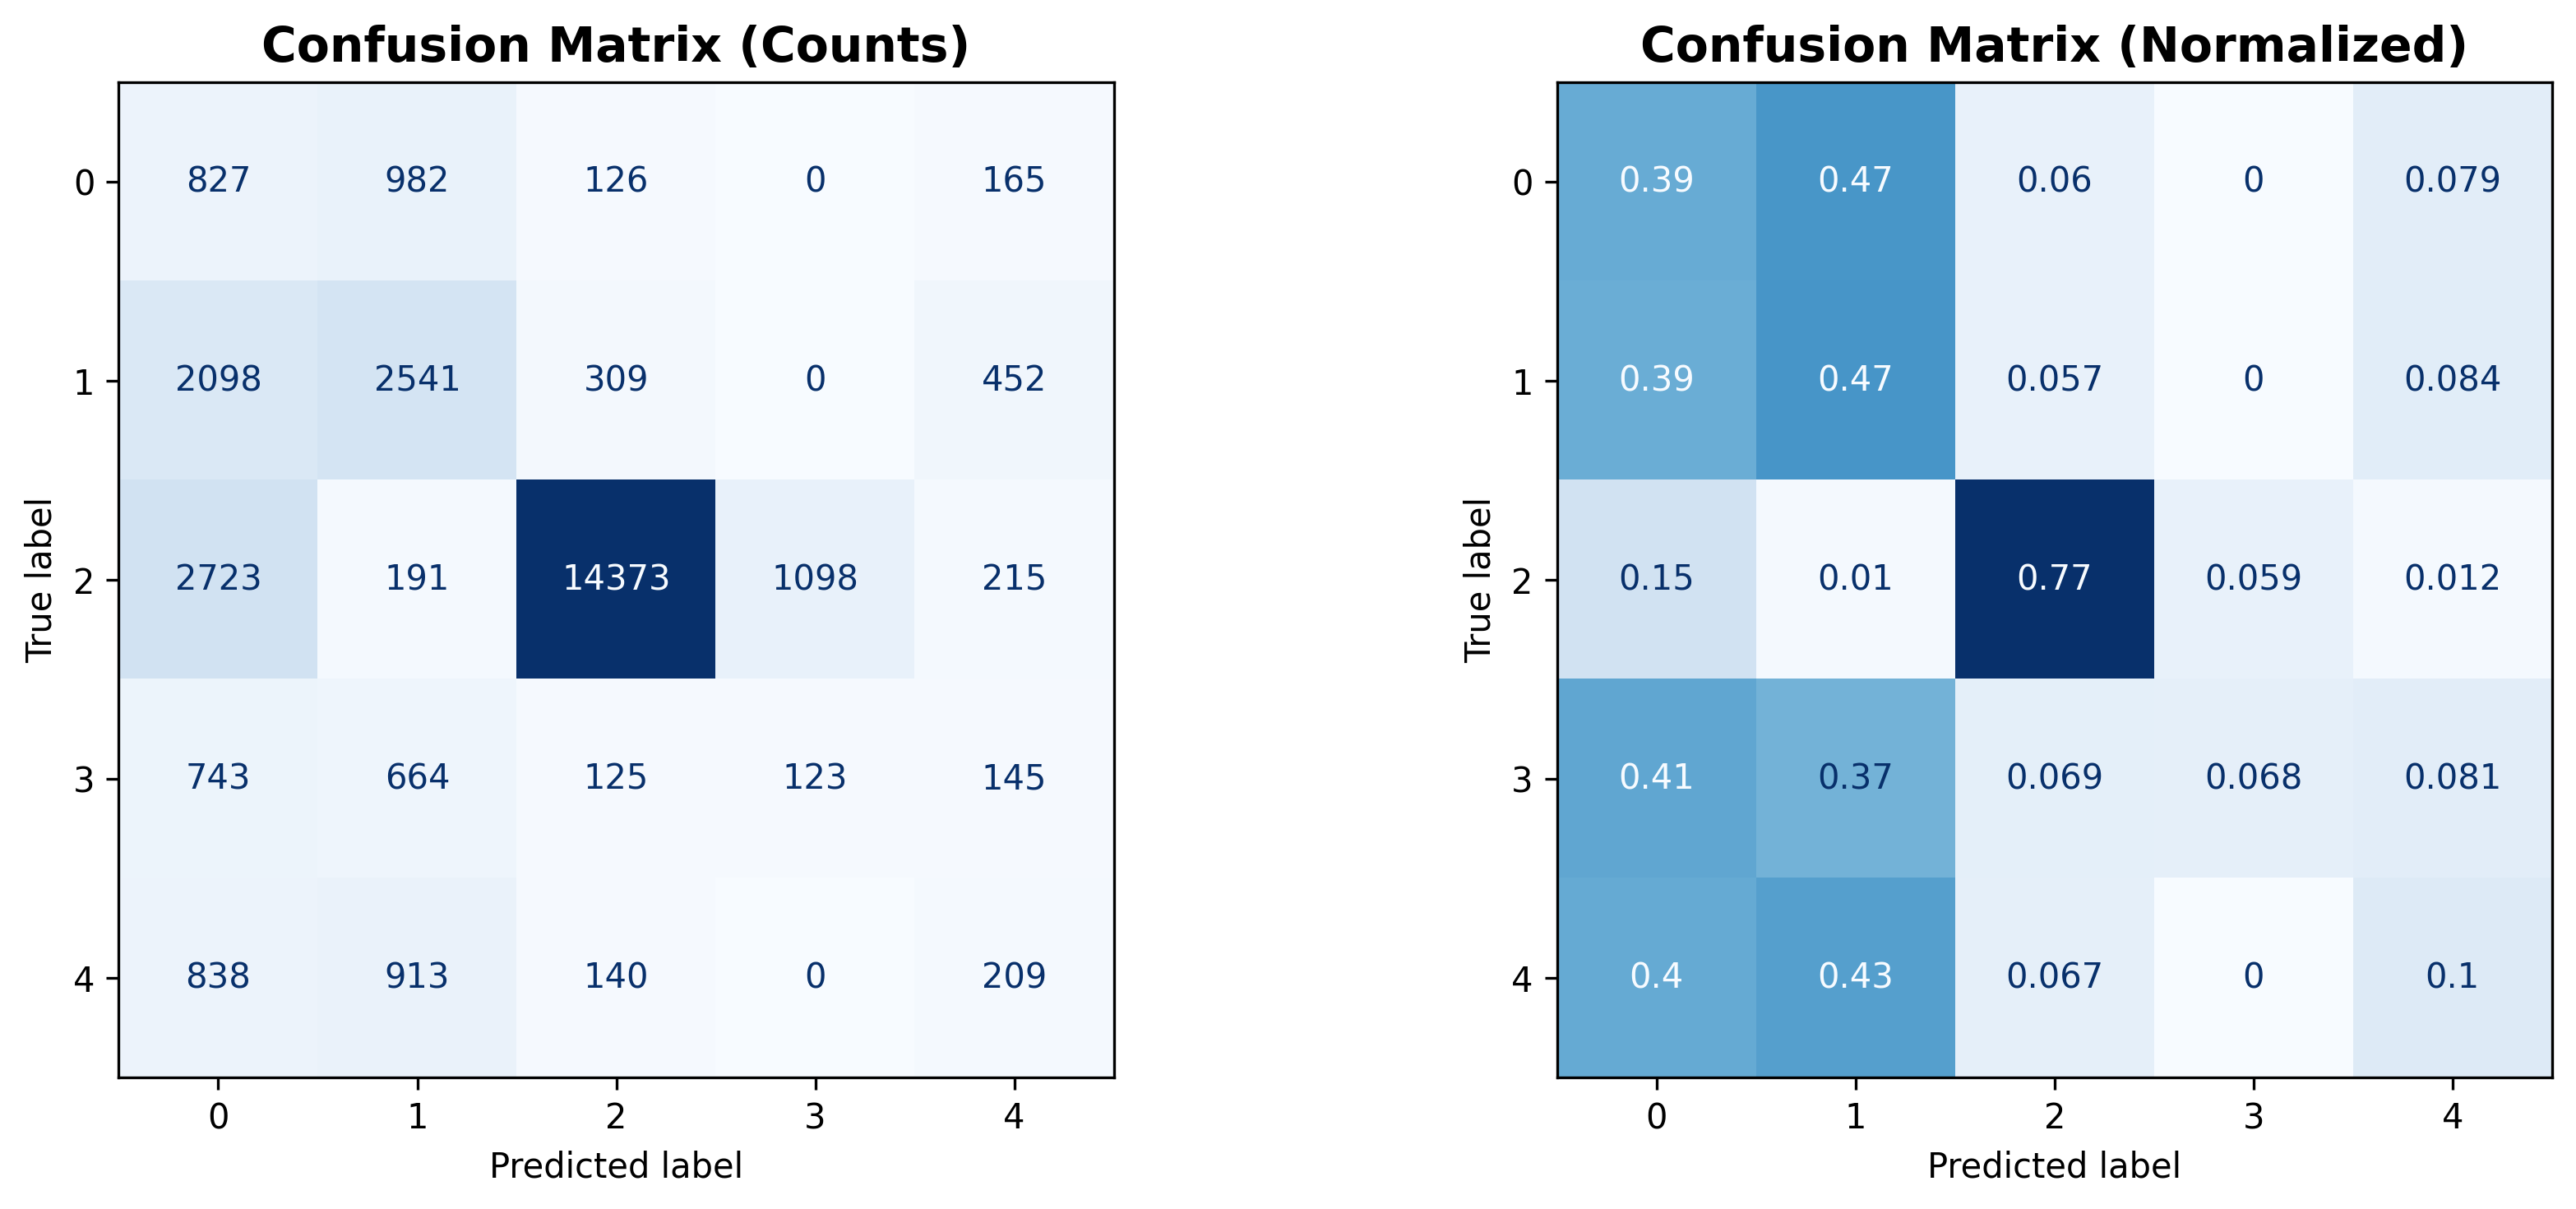 Confusion Matrix (Counts)
True label
0 827 982 126 0 165
1 2098 2541 309 0 452
2 2723 191 14373 1098 215
3 743 664 125 123 145
4 838 913 140 0 209
0 1 2 3 4
Predicted label
Confusion Matrix (Normalized)
True label
0 0.39 0.47 0.06 0 0.079
1 0.39 0.47 0.057 0 0.084
2 0.15 0.01 0.77 0.059 0.012
3 0.41 0.37 0.069 0.068 0.081
4 0.4 0.43 0.067 0 0.1
0 1 2 3 4
Predicted label